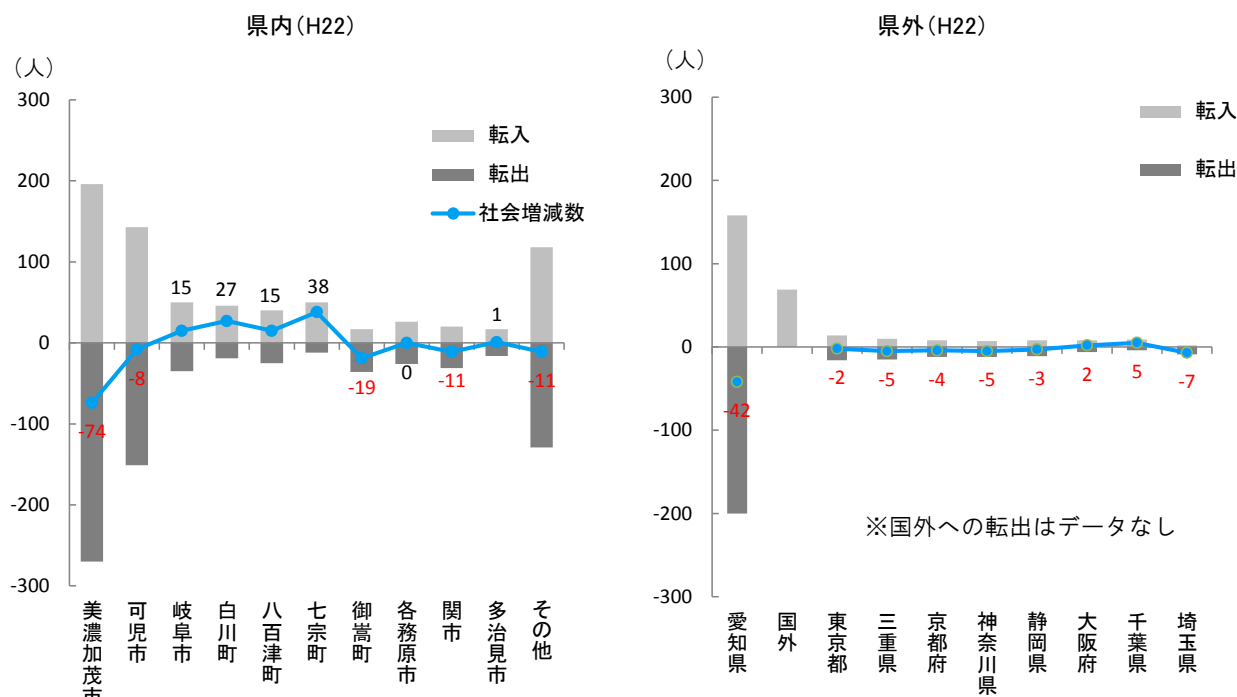 県内(H22)
(人)
300
200
100
0
-100
-200
-300
転入
転出
社会増減数
-74
-8
15
27
15
38
-19
0
-11
1
-11
美濃加茂市
可児市
岐阜市
白川町
八百津町
七宗町
御嵩町
各務原市
関市
多治見市
その他
県外(H22)
(人)
300
200
100
0
-100
-200
-300
転入
転出
-42
-2
-5
-4
-5
-3
2
5
-7
※国外への転出はデータなし
愛知県
国外
東京都
三重県
京都府
神奈川県
静岡県
大阪府
千葉県
埼玉県